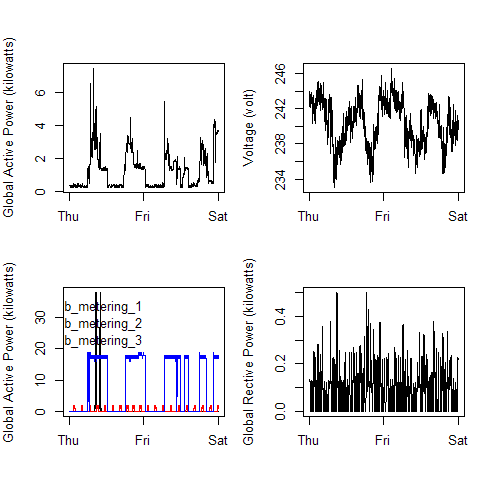 Global Active Power (kilowatts)
0 2 4 6
Thu Fri Sat
Voltage (volt)
234 238 242 246
Thu Fri Sat
Global Active Power (kilowatts)
0 10 20 30
b_metering_1
b_metering_2
b_metering_3
Thu Fri Sat
Global Rective Power (kilowatts)
0.0 0.2 0.4
Thu Fri Sat